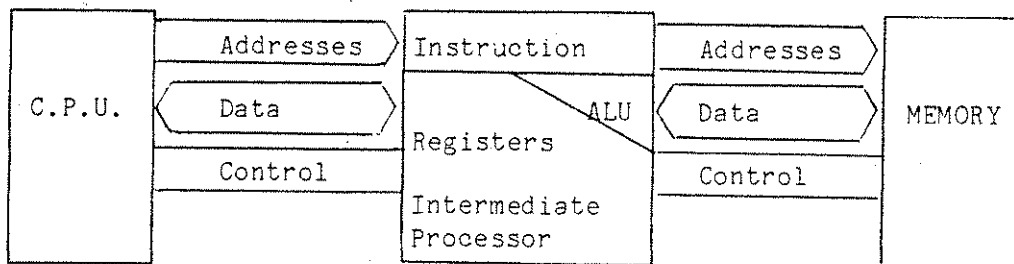 Addresses
Instruction
Addresses
C.P.U.
Data
ALU
Data
MEMORY
Registers
Control
Control
Intermediate
Processor